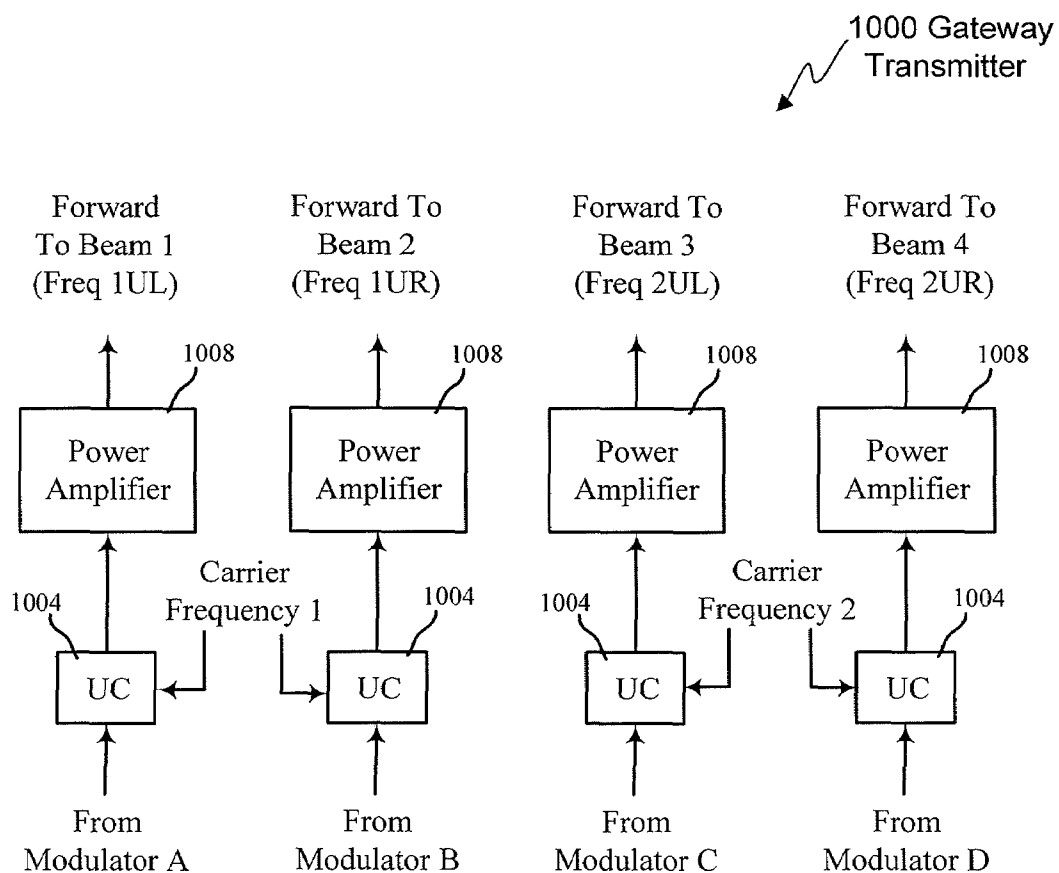 1000 Gateway
Transmitter
Forward
To Beam 1
(Freq 1UL)
Forward To
Beam 2
(Freq 1UR)
Forward To
Beam 3
(Freq 2UL)
Forward To
Beam 4
(Freq 2UR)
1008
1008
1008
1008
Power
Amplifier
Power
Amplifier
Power
Amplifier
Power
Amplifier
1004
Carrier
Frequency 1
1004
1004
Carrier
Frequency 2
1004
UC
UC
UC
UC
From
Modulator A
From
Modulator B
From
Modulator C
From
Modulator D